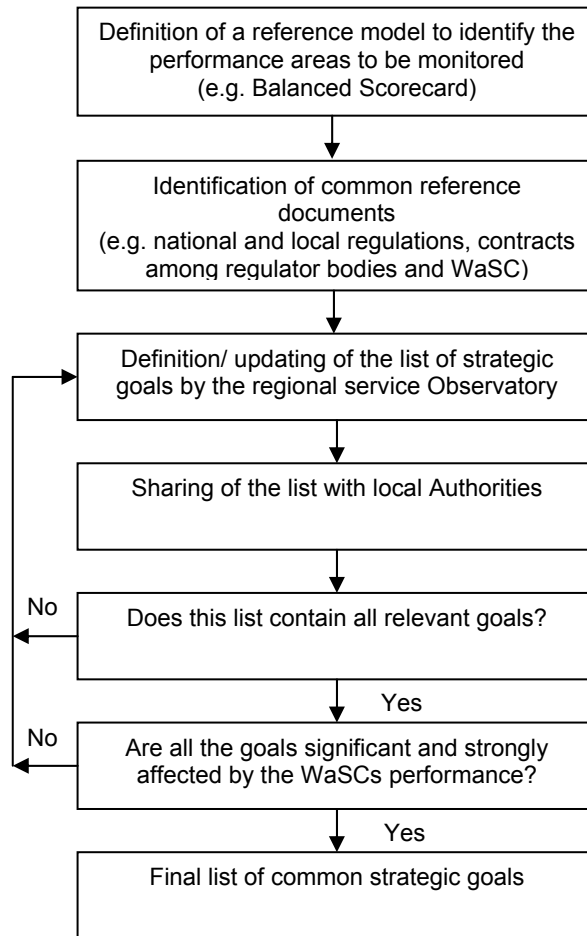 Definition of a reference model to identify the
performance areas to be monitored
(e.g. Balanced Scorecard)
Identification of common reference
documents
(e.g. national and local regulations, contracts
among regulator bodies and WaSC)
Definition/ updating of the list of strategic
goals by the regional service Observatory
Sharing of the list with local Authorities
No
Does this list contain all relevant goals?
Yes
No
Are all the goals significant and strongly
affected by the WaSCs performance?
Yes
Final list of common strategic goals